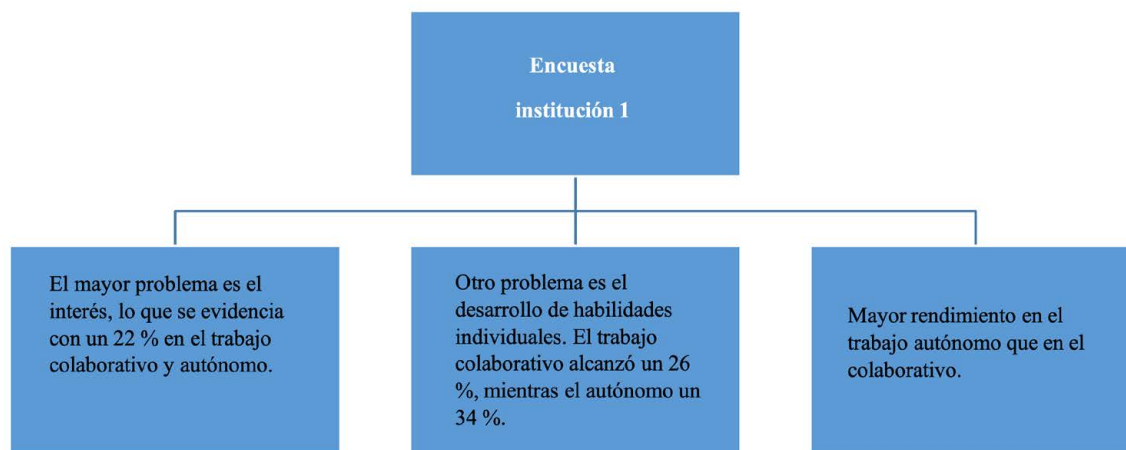 Encuesta
institución 1
El mayor problema es el
interés, lo que se evidencia
con un 22 % en el trabajo
colaborativo y autónomo.
Otro problema es el
desarrollo de habilidades
individuales. El trabajo
colaborativo alcanzó un 26
%, mientras el autónomo un
34 %.
Mayor rendimiento en el
trabajo autónomo que en el
colaborativo.